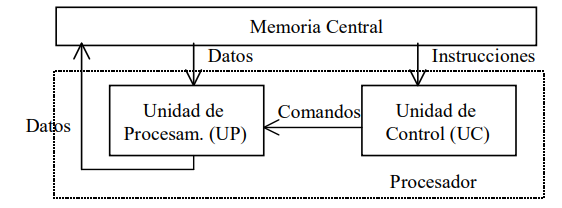 Memoria Central
Datos
Instrucciones
Unidad de
Procesam. (UP)
Comandos
Unidad de
Control (UC)
Datos
Procesador